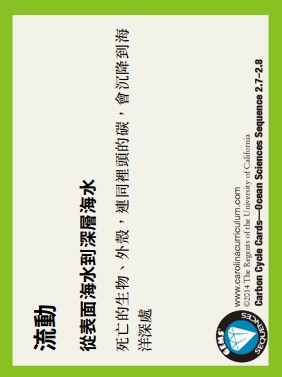 流動
從表面海水到深層海水
死亡的生物、外殼，連同裡頭的碳，會沉降到海
洋深處
www.carolinacurriculum.com
©2014 The Regents of the University of California
Carbon Cycle Cards—Ocean Sciences Sequence 2.7–2.8
GEMS
SEQUENCES